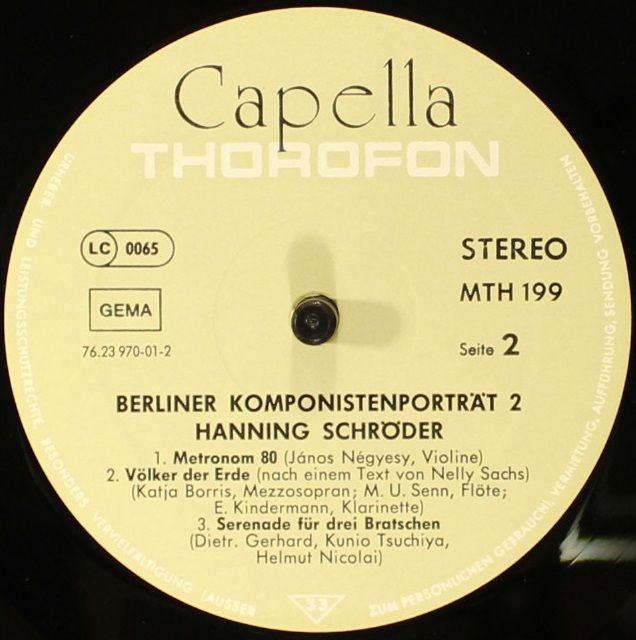 Capella
THOROFON
LC 0065
STEREO
GEMA
MTH 199
76.23 970-01-2
Seite 2
BERLINER KOMPONISTENPORTRÄT 2
HANNING SCHRÖDER
1. Metronom 80 (János Négyesy, Violine)
2. Völker der Erde (nach einem Text von Nelly Sachs)
(Katja Borris, Mezzosopran; M. U. Senn, Flöte;
E. Kindermann, Klarinette)
3. Serenade für drei Bratschen
(Dietr. Gerhard, Kunio Tsuchiya,
Helmut Nicolai)
33
URHEBER- UND LEISTUNGSSCHUTZRECHTE, BESONDERS VERVIELFÄLTIGUNG (AUSSER
ZUM PERSÖNLICHEN GEBRAUCH), VERMIETUNG, AUFFÜHRUNG, SENDUNG VORBEHALTEN